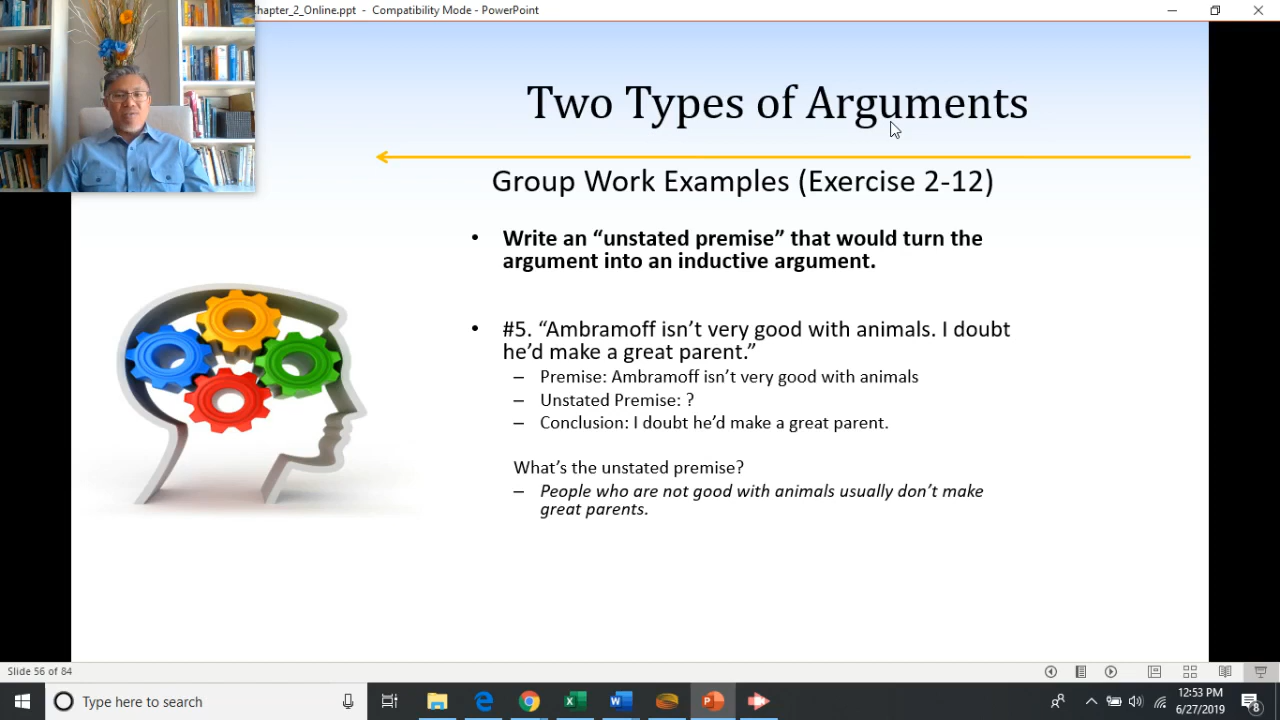 Chapter_2_Online.ppt - Compatibility Mode - PowerPoint
Two Types of Arguments
Group Work Examples (Exercise 2-12)
• Write an “unstated premise” that would turn the
argument into an inductive argument.
• #5. “Ambramoff isn’t very good with animals. I doubt
he’d make a great parent.”
– Premise: Ambramoff isn’t very good with animals
– Unstated Premise: ?
– Conclusion: I doubt he’d make a great parent.
What’s the unstated premise?
– People who are not good with animals usually don’t make
great parents.
Slide 56 of 84
Type here to search
12:53 PM
6/27/2019
8